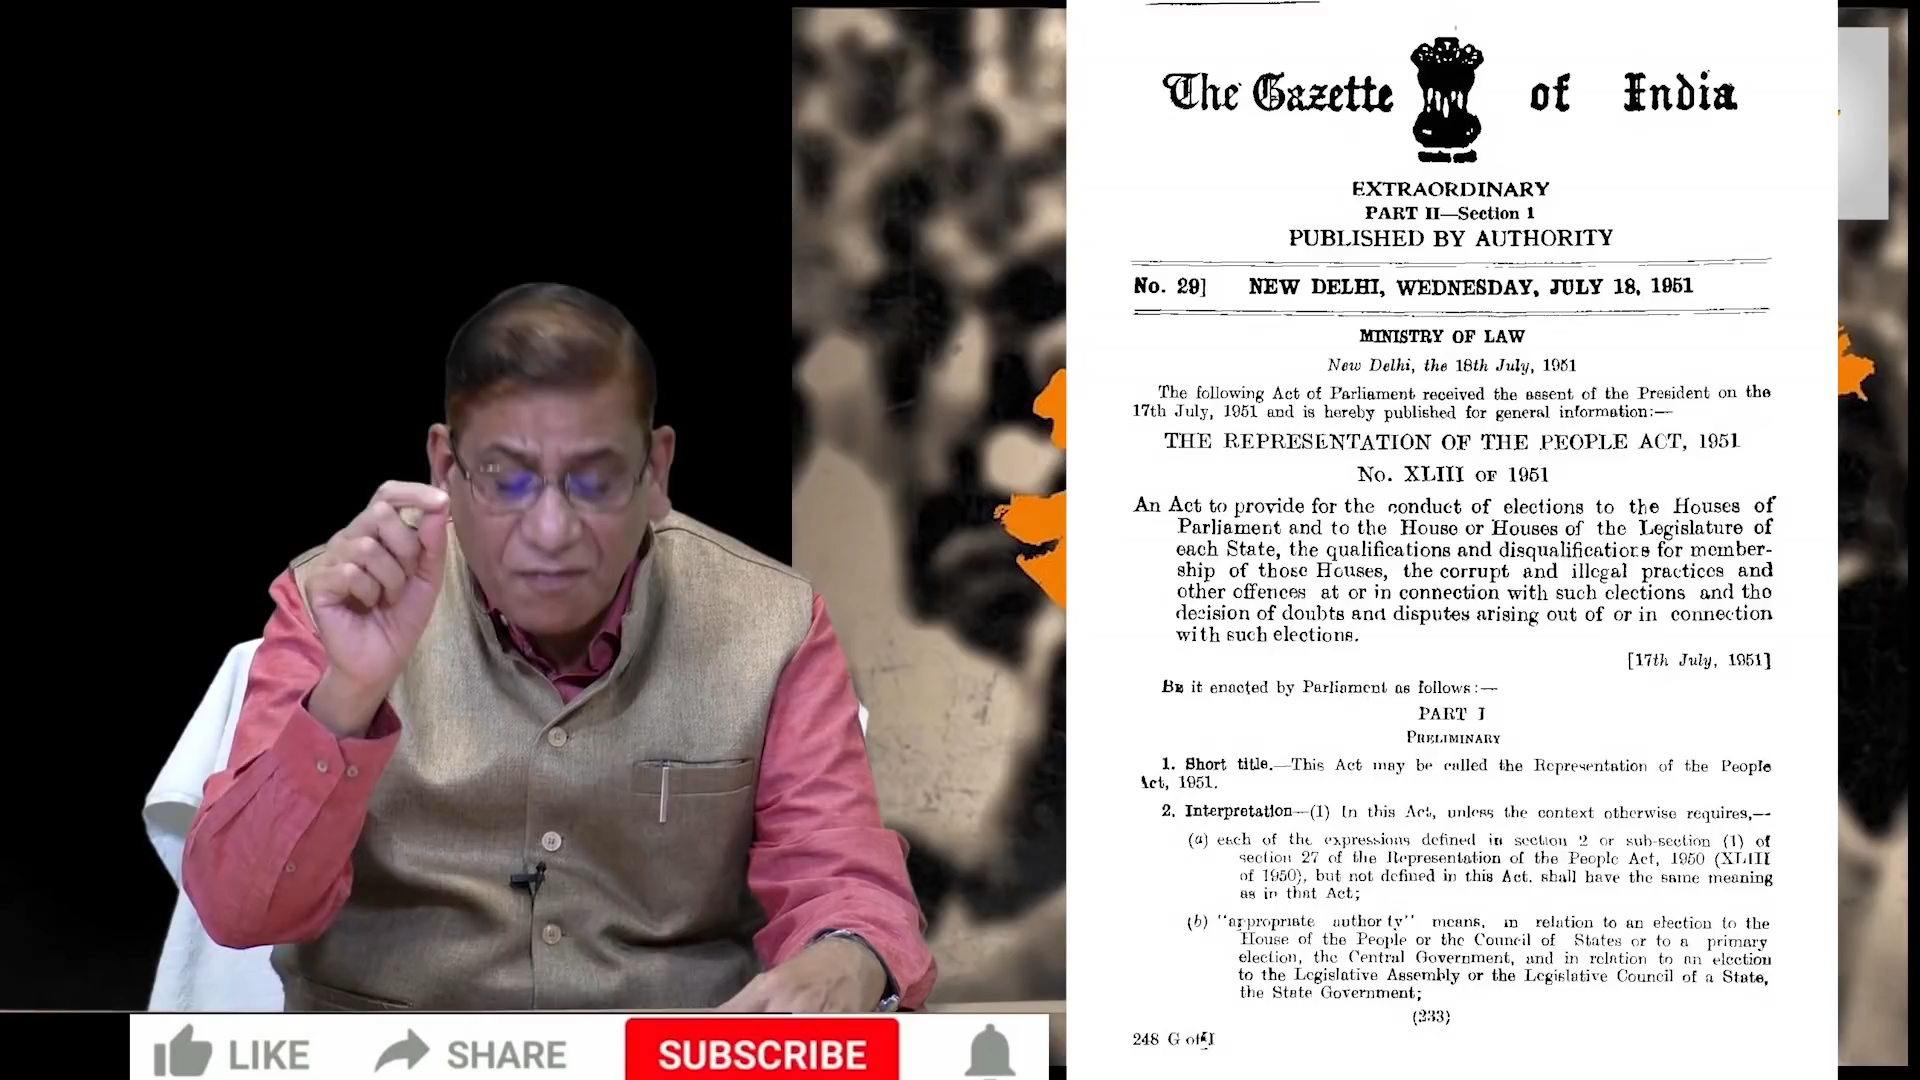 The Gazette of India
EXTRAORDINARY
PART II—Section 1
PUBLISHED BY AUTHORITY
No. 29] NEW DELHI, WEDNESDAY, JULY 18, 1951
MINISTRY OF LAW
New Delhi, the 18th July, 1951
The following Act of Parliament received the assent of the President on the
17th July, 1951 and is hereby published for general information:—
THE REPRESENTATION OF THE PEOPLE ACT, 1951
No. XLIII OF 1951
An Act to provide for the conduct of elections to the Houses of
Parliament and to the House or Houses of the Legislature of
each State, the qualifications and disqualifications for member-
ship of those Houses, the corrupt and illegal practices and
other offences at or in connection with such elections and the
decision of doubts and disputes arising out of or in connection
with such elections.
[17th July, 1951]
BE it enacted by Parliament as follows:—
PART I
PRELIMINARY
1. Short title.—This Act may be called the Representation of the People
Act, 1951.
2. Interpretation—(1) In this Act, unless the context otherwise requires,—
(a) each of the expressions defined in section 2 or sub-section (1) of
section 27 of the Representation of the People Act, 1950 (XLIII
of 1950), but not defined in this Act, shall have the same meaning
as in that Act;
(b) "appropriate authority" means, in relation to an election to the
House of the People or the Council of States or to a primary
election, the Central Government, and in relation to an election
to the Legislative Assembly or the Legislative Council of a State,
the State Government;
(233)
248 G of I
LIKE SHARE SUBSCRIBE